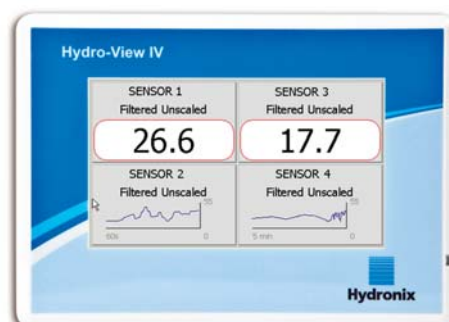 Hydro-View IV
SENSOR 1
Filtered Unscaled
26.6
SENSOR 3
Filtered Unscaled
17.7
SENSOR 2
Filtered Unscaled
55
60s
0
SENSOR 4
Filtered Unscaled
55
5 min
0
Hydronix